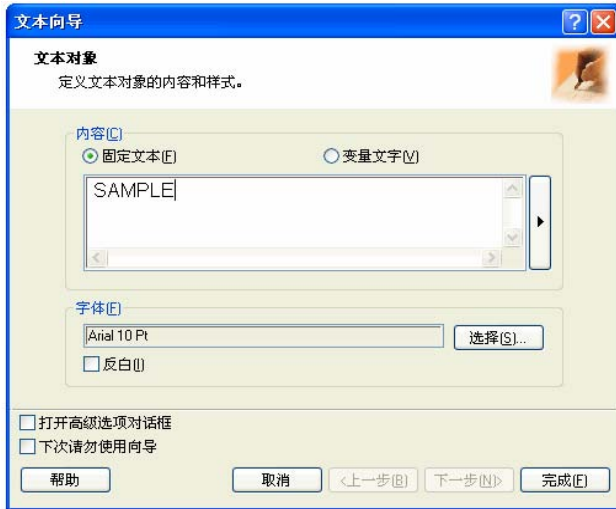 文本向导
文本对象
定义文本对象的内容和样式。
内容(C)
固定文本(F) 变量文字(V)
SAMPLE
字体(F)
Arial 10 Pt 选择(S)...
反白(I)
打开高级选项对话框
下次请勿使用向导
帮助 取消 <上一步(B) 下一步(N)> 完成(F)